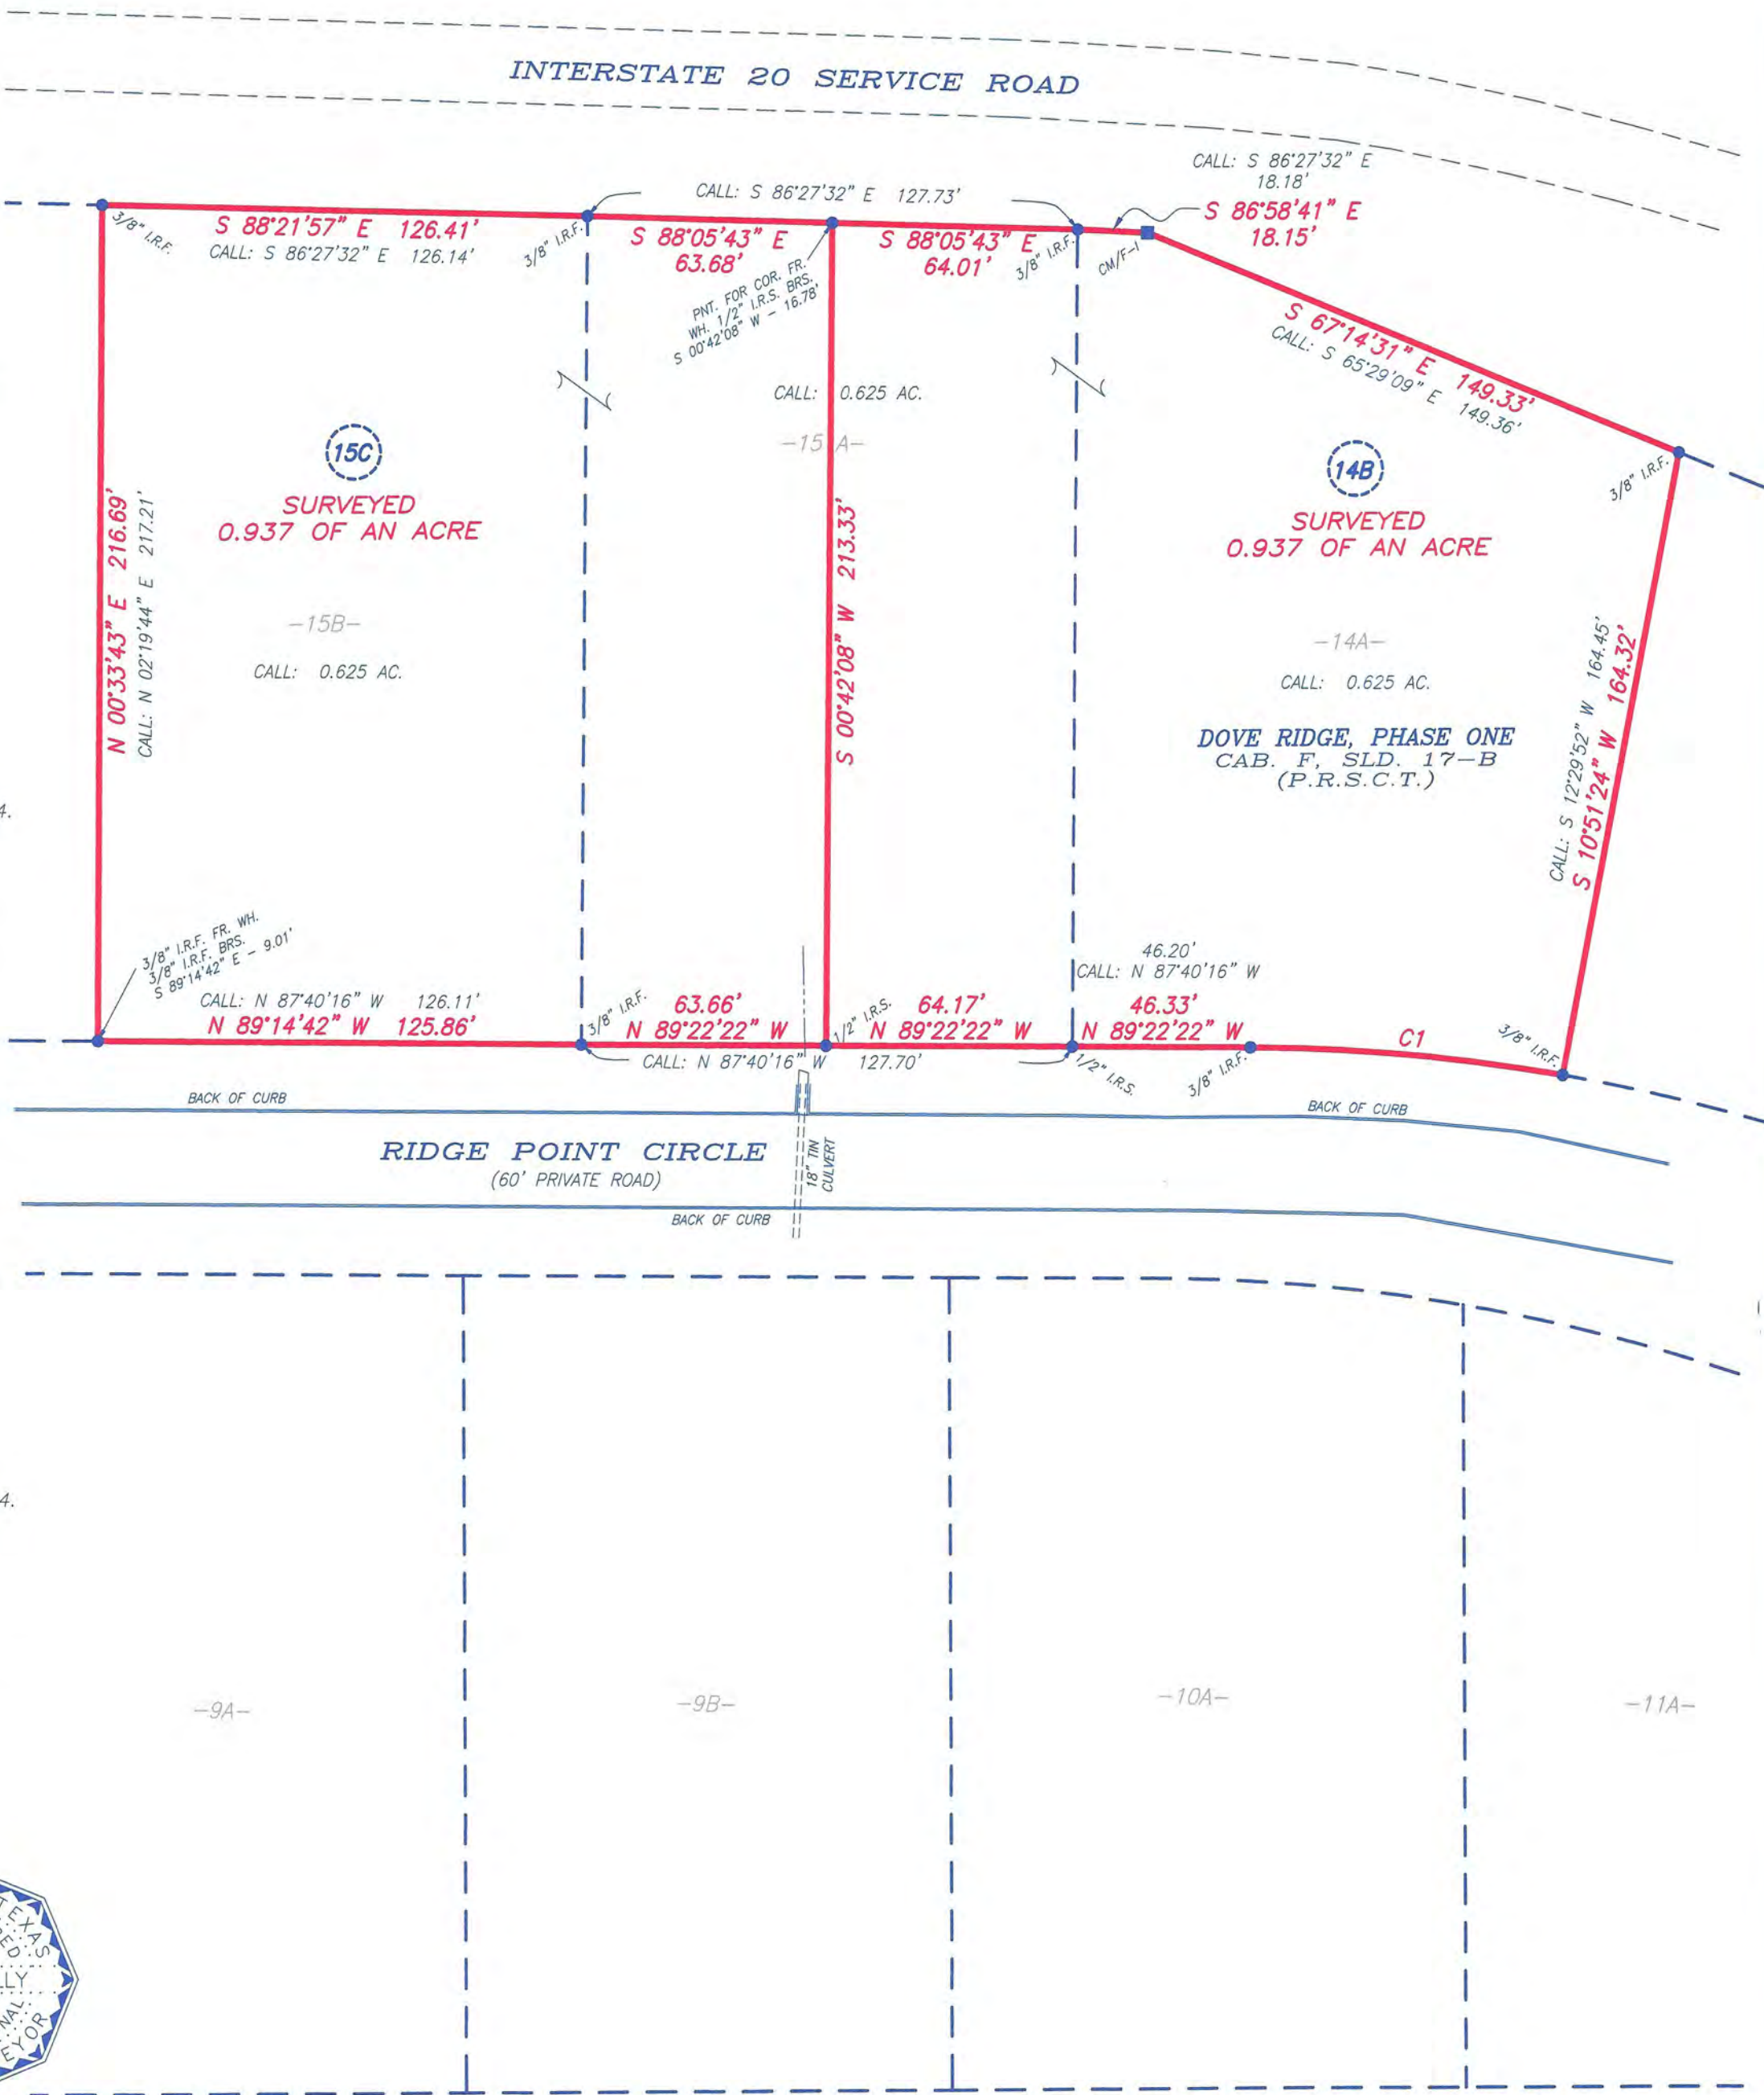 INTERSTATE 20 SERVICE ROAD
CALL: S 86°27'32" E
18.18'
S 86°58'41" E
18.15'
CALL: S 86°27'32" E 127.73'
3/8" I.R.F.
S 88°21'57" E 126.41'
CALL: S 86°27'32" E 126.14'
3/8" I.R.F.
S 88°05'43" E
63.68'
PNT. FOR COR. FR.
WH. 1/2" I.R.S. BRS.
S 00°42'08" W - 16.78'
S 88°05'43" E
64.01'
3/8" I.R.F.
CM/F-1
S 67°14'31" E 149.33'
CALL: S 65°29'09" E 149.36'
3/8" I.R.F.
CALL: 0.625 AC.
-15 A-
15C
SURVEYED
0.937 OF AN ACRE
-15B-
CALL: 0.625 AC.
N 00°33'43" E 216.69'
CALL: N 02°19'44" E 217.21'
S 00°42'08" W 213.33'
14B
SURVEYED
0.937 OF AN ACRE
-14A-
CALL: 0.625 AC.
DOVE RIDGE, PHASE ONE
CAB. F, SLD. 17-B
(P.R.S.C.T.)
CALL: S 12°29'52" W 164.45'
S 10°51'24" W 164.32'
4.
3/8" I.R.F. FR. WH.
3/8" I.R.F. BRS.
S 89°14'42" E - 9.01'
CALL: N 87°40'16" W 126.11'
N 89°14'42" W 125.86'
3/8" I.R.F.
63.66'
N 89°22'22" W
1/2" I.R.S.
64.17'
N 89°22'22" W
46.20'
CALL: N 87°40'16" W
46.33'
N 89°22'22" W
C1
3/8" I.R.F.
CALL: N 87°40'16" W 127.70'
1/2" I.R.S.
3/8" I.R.F.
BACK OF CURB
BACK OF CURB
RIDGE POINT CIRCLE
(60' PRIVATE ROAD)
18" TIN
CULVERT
BACK OF CURB
4.
-9A-
-9B-
-10A-
-11A-
TEXAS